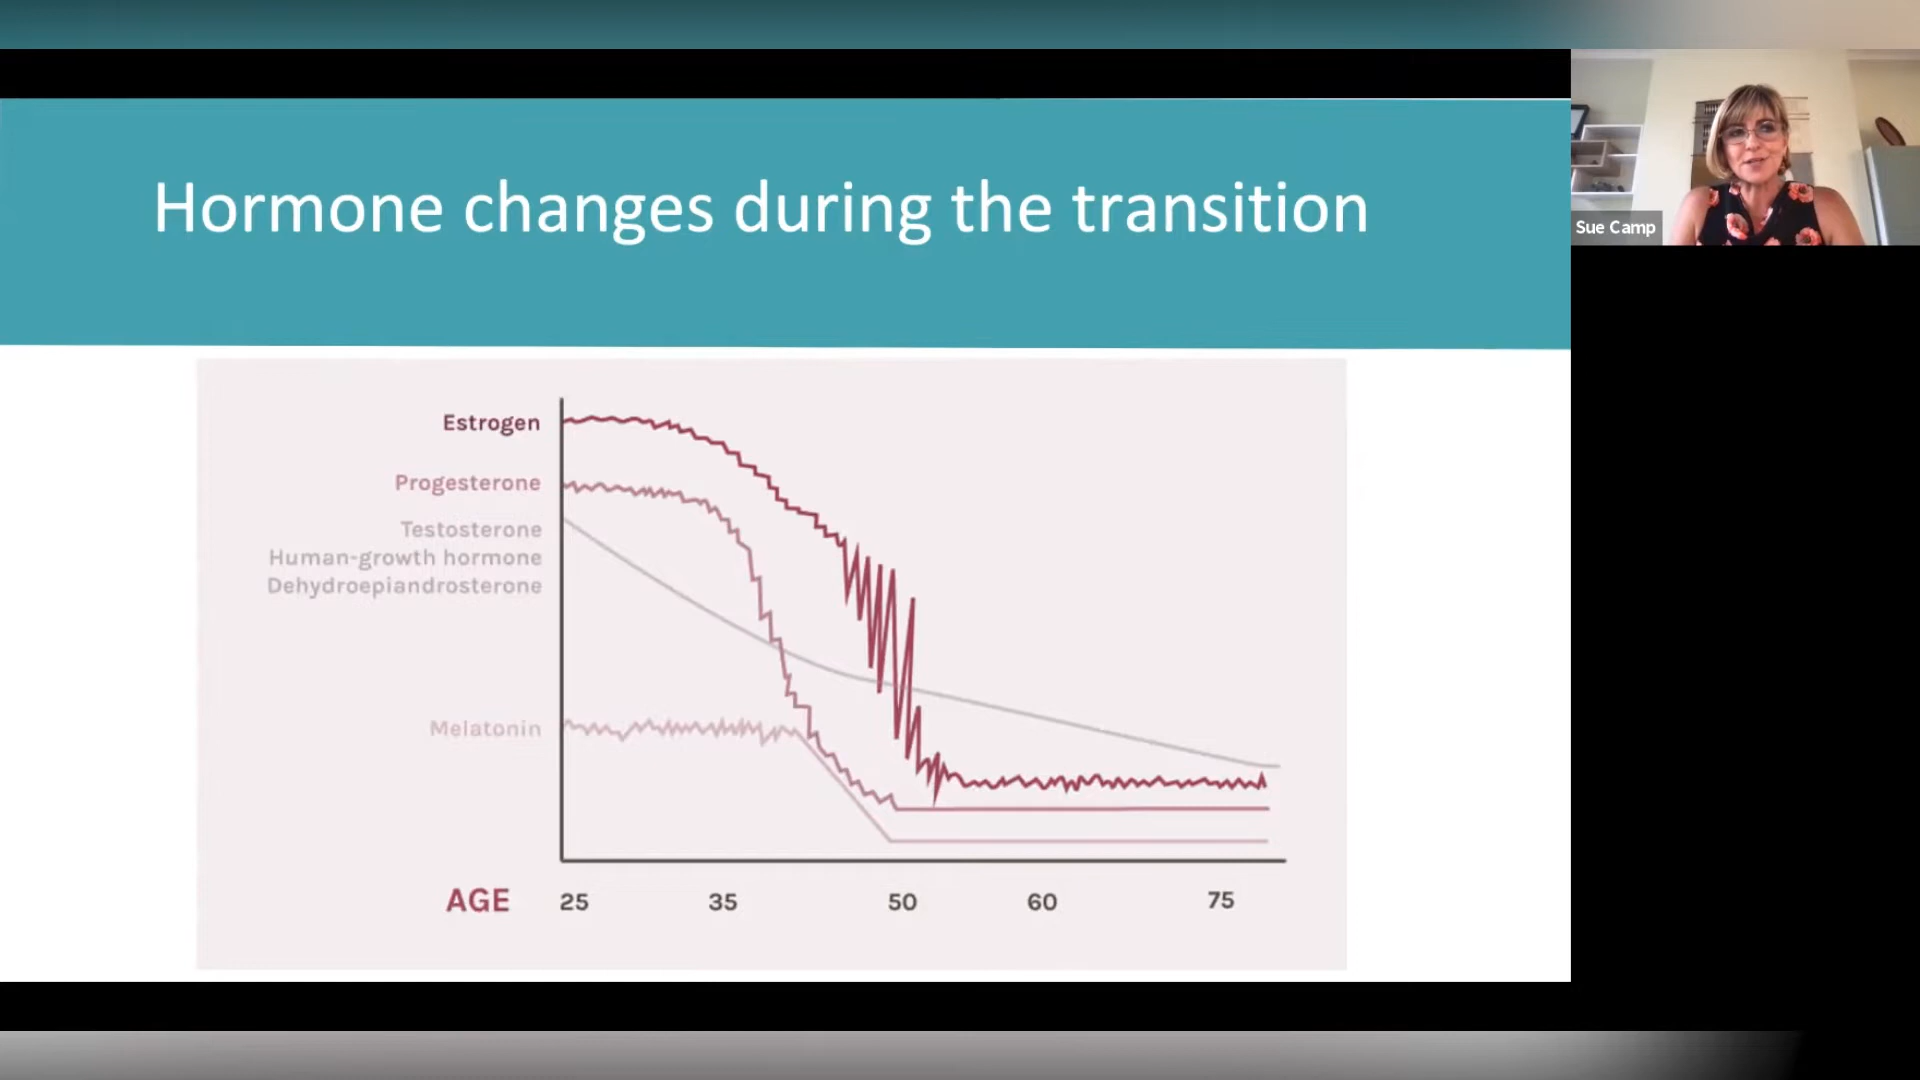 Hormone changes during the transition
Sue Camp
Estrogen
Progesterone
Testosterone
Human-growth hormone
Dehydroepiandrosterone
Melatonin
AGE 25 35 50 60 75